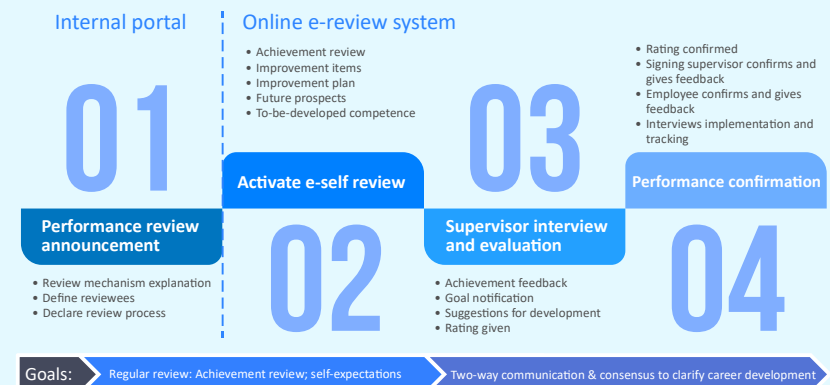 Internal portal
Online e-review system
01
Performance review
announcement
• Review mechanism explanation
• Define reviewees
• Declare review process
• Achievement review
• Improvement items
• Improvement plan
• Future prospects
• To-be-developed competence
Activate e-self review
02
03
Supervisor interview
and evaluation
• Achievement feedback
• Goal notification
• Suggestions for development
• Rating given
• Rating confirmed
• Signing supervisor confirms and
gives feedback
• Employee confirms and gives
feedback
• Interviews implementation and
tracking
Performance confirmation
04
Goals:
Regular review: Achievement review; self-expectations
Two-way communication & consensus to clarify career development